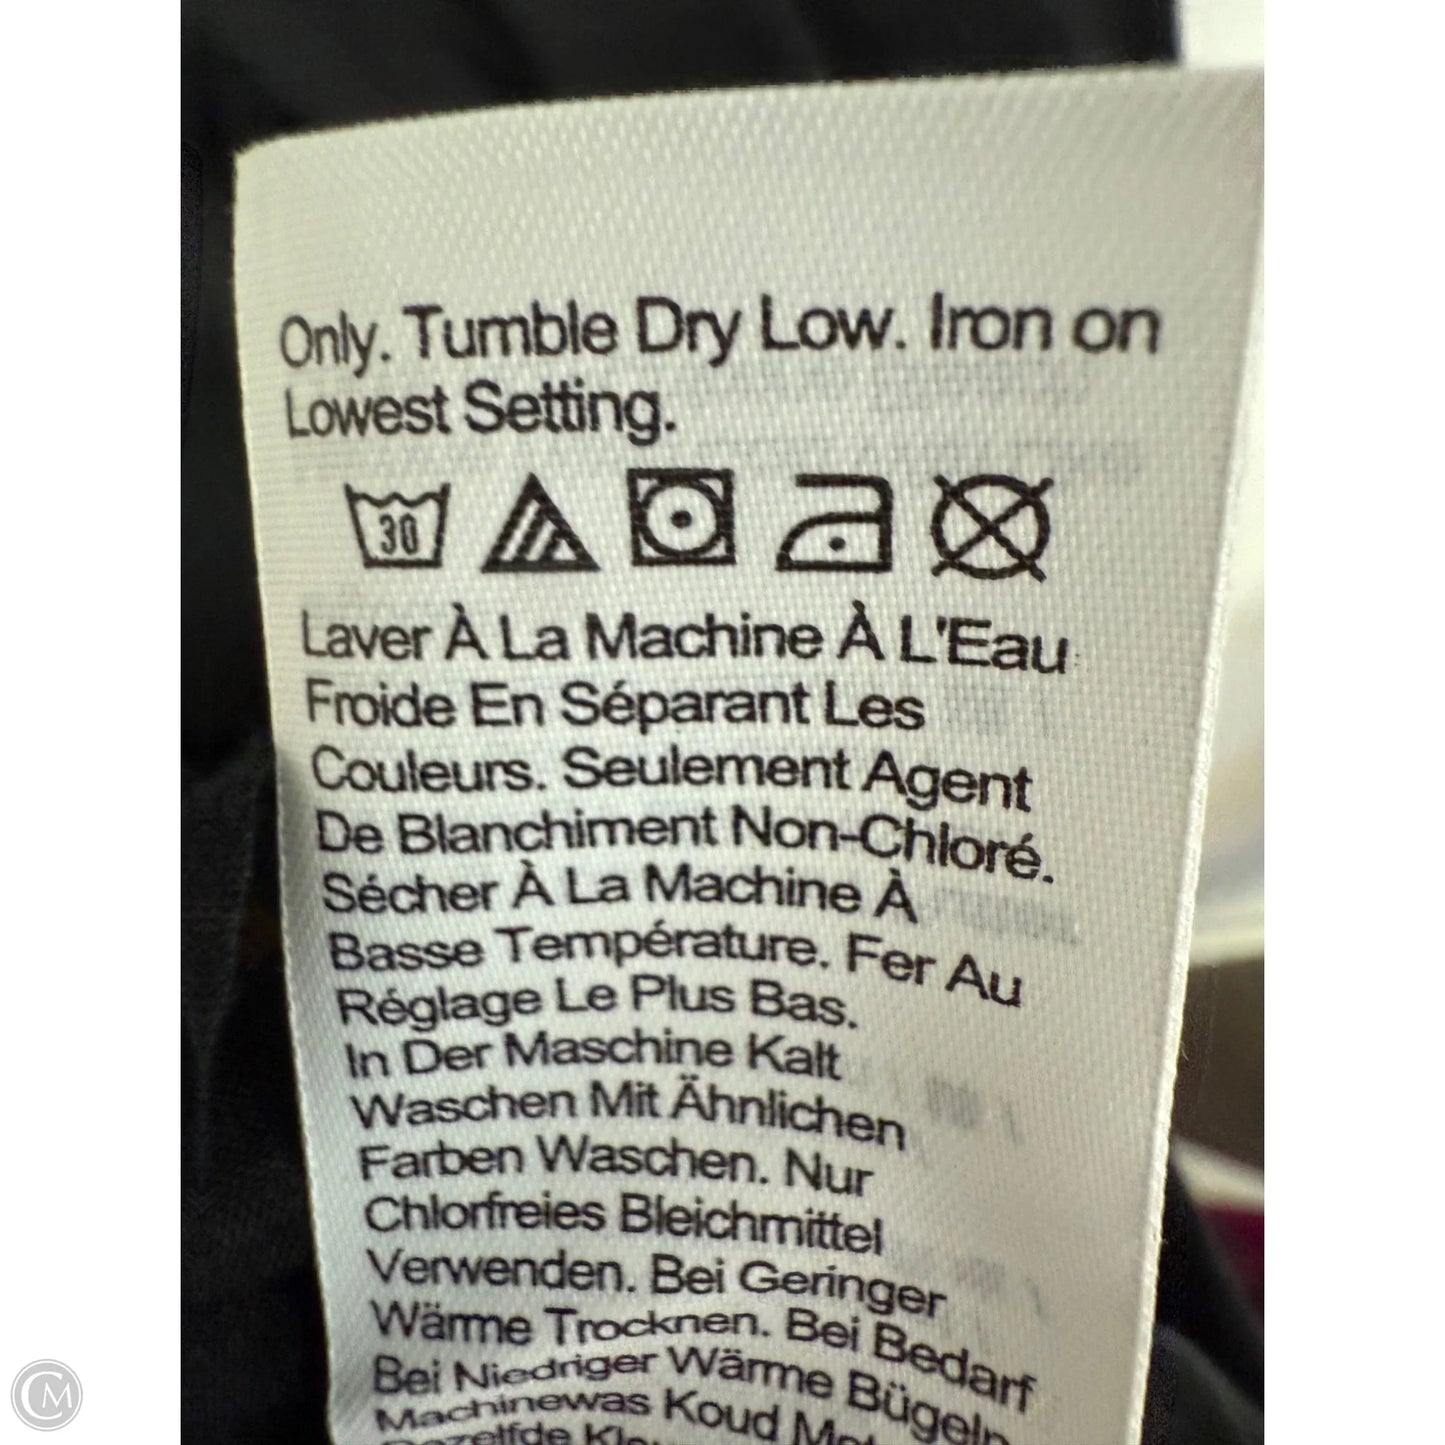 Only. Tumble Dry Low. Iron on
Lowest Setting.
30
Laver À La Machine À L'Eau
Froide En Séparant Les
Couleurs. Seulement Agent
De Blanchiment Non-Chloré.
Sécher À La Machine À
Basse Température. Fer Au
Réglage Le Plus Bas.
In Der Maschine Kalt
Waschen Mit Ähnlichen
Farben Waschen. Nur
Chlorfreies Bleichmittel
Verwenden. Bei Geringer
Wärme Trocknen. Bei Bedarf
Bei Niedriger Wärme Bügeln
Machinewas Koud Met
Dezelfde
CM